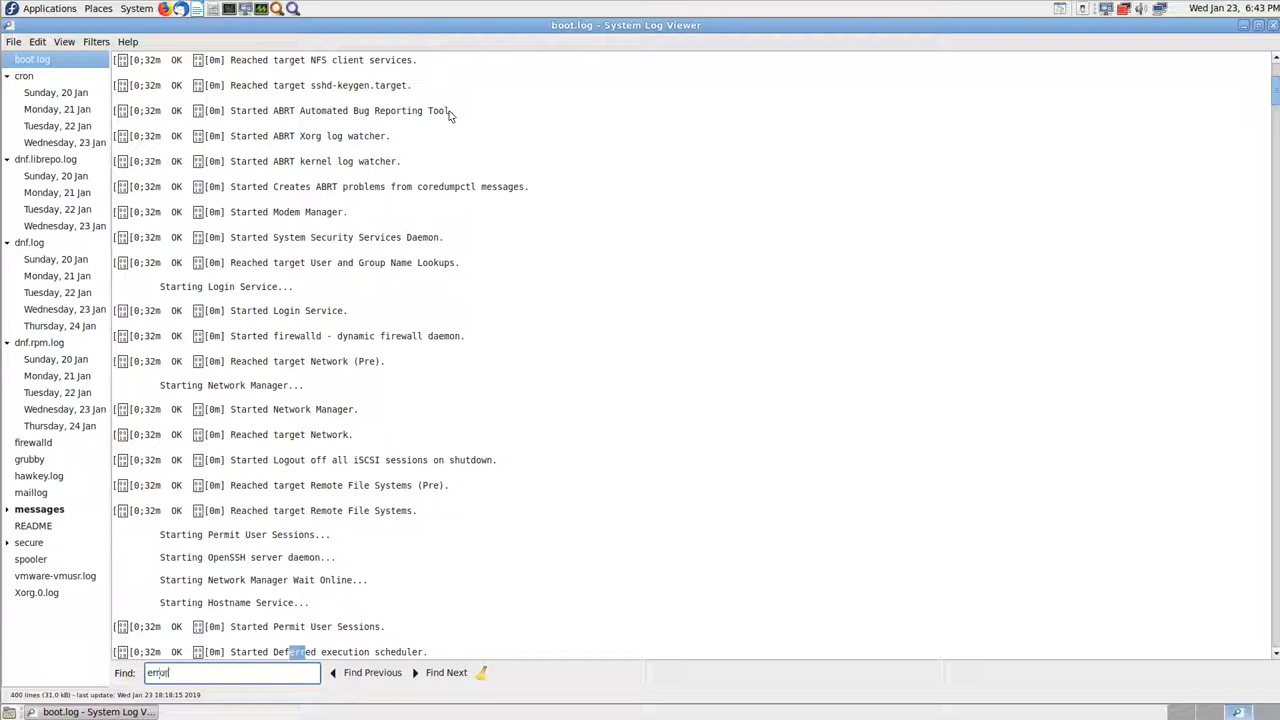 Applications Places System Wed Jan 23, 6:43 PM
boot.log - System Log Viewer
File Edit View Filters Help
boot.log
cron
Sunday, 20 Jan
Monday, 21 Jan
Tuesday, 22 Jan
Wednesday, 23 Jan
dnf.librepo.log
Sunday, 20 Jan
Monday, 21 Jan
Tuesday, 22 Jan
Wednesday, 23 Jan
dnf.log
Sunday, 20 Jan
Monday, 21 Jan
Tuesday, 22 Jan
Wednesday, 23 Jan
Thursday, 24 Jan
dnf.rpm.log
Sunday, 20 Jan
Monday, 21 Jan
Tuesday, 22 Jan
Wednesday, 23 Jan
Thursday, 24 Jan
firewalld
grubby
hawkey.log
maillog
messages
README
secure
spooler
vmware-vmusr.log
Xorg.0.log
[[0;32m OK [0m] Reached target NFS client services.
[[0;32m OK [0m] Reached target sshd-keygen.target.
[[0;32m OK [0m] Started ABRT Automated Bug Reporting Tool.
[[0;32m OK [0m] Started ABRT Xorg log watcher.
[[0;32m OK [0m] Started ABRT kernel log watcher.
[[0;32m OK [0m] Started Creates ABRT problems from coredumpctl messages.
[[0;32m OK [0m] Started Modem Manager.
[[0;32m OK [0m] Started System Security Services Daemon.
[[0;32m OK [0m] Reached target User and Group Name Lookups.
Starting Login Service...
[[0;32m OK [0m] Started Login Service.
[[0;32m OK [0m] Started firewalld - dynamic firewall daemon.
[[0;32m OK [0m] Reached target Network (Pre).
Starting Network Manager...
[[0;32m OK [0m] Started Network Manager.
[[0;32m OK [0m] Reached target Network.
[[0;32m OK [0m] Started Logout off all iSCSI sessions on shutdown.
[[0;32m OK [0m] Reached target Remote File Systems (Pre).
[[0;32m OK [0m] Reached target Remote File Systems.
Starting Permit User Sessions...
Starting OpenSSH server daemon...
Starting Network Manager Wait Online...
Starting Hostname Service...
[[0;32m OK [0m] Started Permit User Sessions.
[[0;32m OK [0m] Started Deferred execution scheduler.
Find: Find Previous Find Next
400 lines (31.0 kB) - last update: Wed Jan 23 18:18:15 2019
boot.log - System Log V...